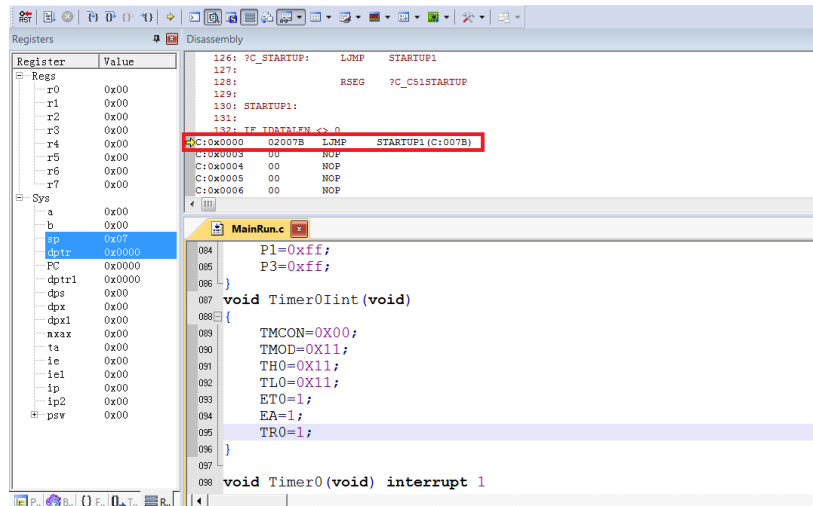 RST
Registers
Register Value
Regs
r0 0x00
r1 0x00
r2 0x00
r3 0x00
r4 0x00
r5 0x00
r6 0x00
r7 0x00
Sys
a 0x00
b 0x00
sp 0x07
dptr 0x0000
PC 0x0000
dptr1 0x0000
dps 0x00
dpx 0x00
dpx1 0x00
mxax 0x00
ta 0x00
ie 0x00
ie1 0x00
ip 0x00
ip2 0x00
psw 0x00
P.. B.. {} F.. 0.. T.. R..
Disassembly
126: ?C_STARTUP: LJMP STARTUP1
127:
128: RSEG ?C_C51STARTUP
129:
130: STARTUP1:
131:
132: IF IDATALEN <> 0
C:0x0000 02007B LJMP STARTUP1(C:007B)
C:0x0003 00 NOP
C:0x0004 00 NOP
C:0x0005 00 NOP
C:0x0006 00 NOP
MainRun.c
084 P1=0xff;
085 P3=0xff;
086 }
087 void Timer0Iint(void)
088 {
089 TMCON=0X00;
090 TMOD=0X11;
091 TH0=0X11;
092 TL0=0X11;
093 ET0=1;
094 EA=1;
095 TR0=1;
096 }
097
098 void Timer0(void) interrupt 1